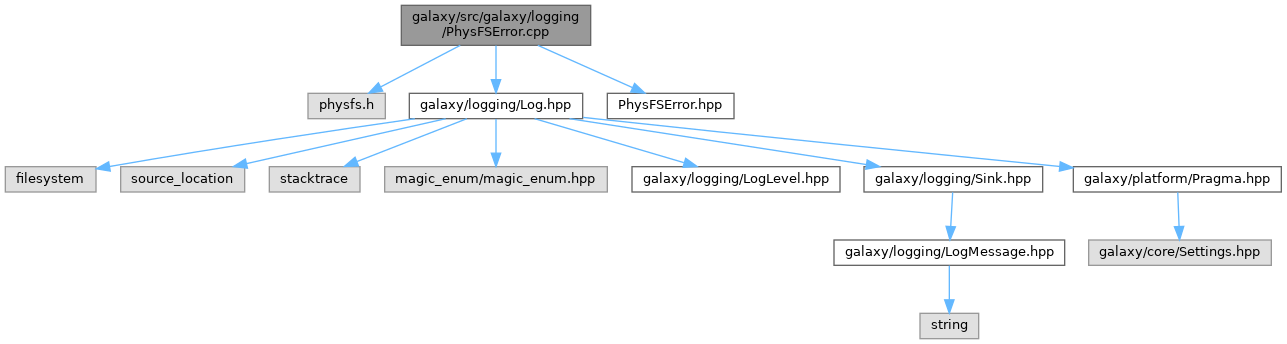 galaxy/src/galaxy/logging
/PhysFSError.cpp
physfs.h
galaxy/logging/Log.hpp
PhysFSError.hpp
filesystem
source_location
stacktrace
magic_enum/magic_enum.hpp
galaxy/logging/LogLevel.hpp
galaxy/logging/Sink.hpp
galaxy/platform/Pragma.hpp
galaxy/logging/LogMessage.hpp
galaxy/core/Settings.hpp
string